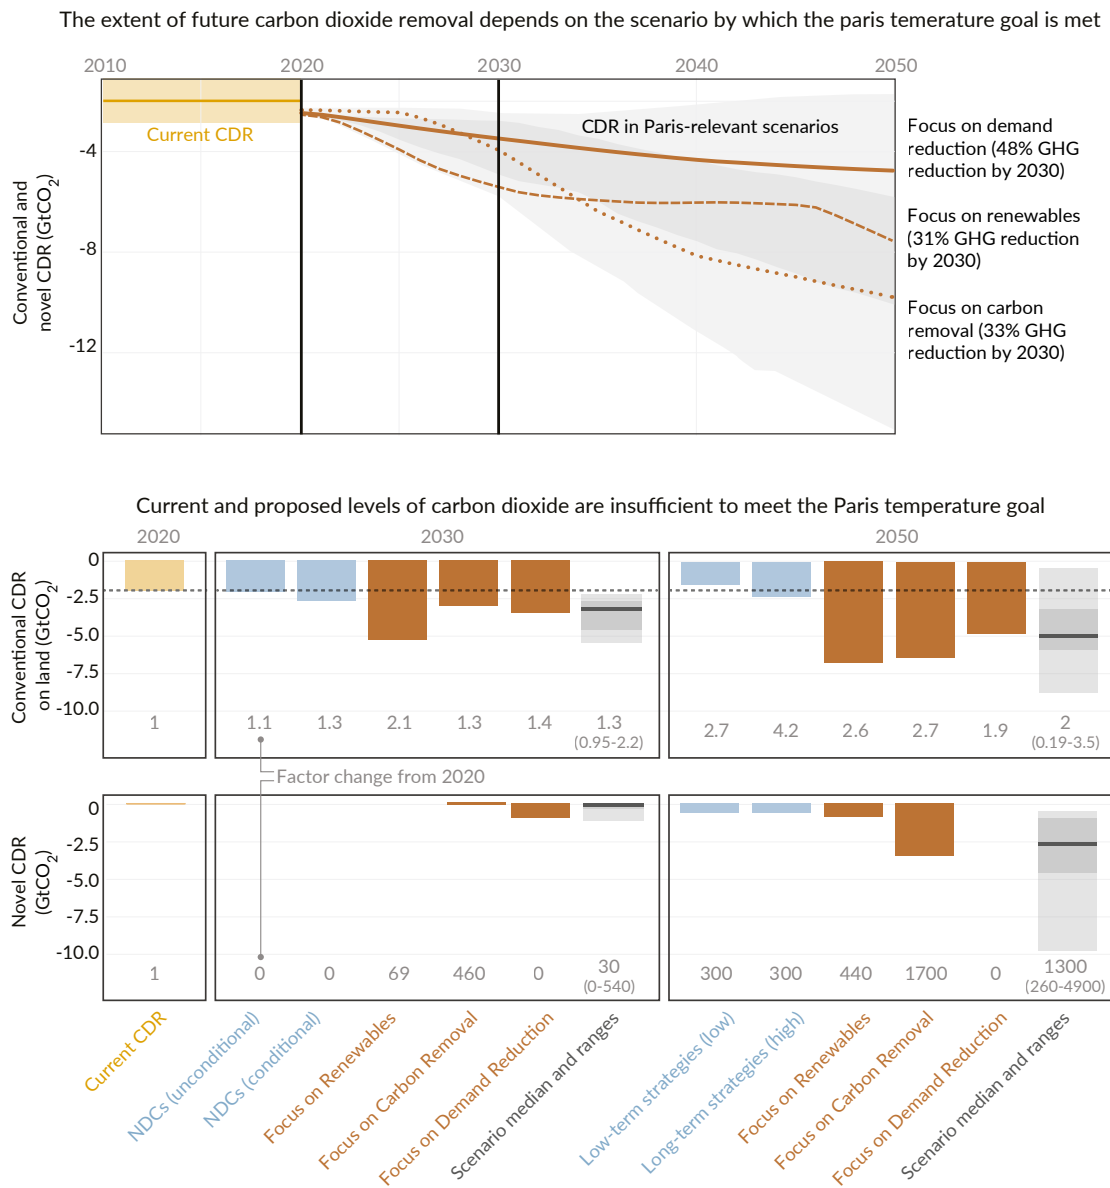 The extent of future carbon dioxide removal depends on the scenario by which the paris temerature goal is met
2010 2020 2030 2040 2050
Current CDR
CDR in Paris-relevant scenarios
-4
-8
-12
Conventional and
novel CDR (GtCO2)
Focus on demand
reduction (48% GHG
reduction by 2030)
Focus on renewables
(31% GHG reduction
by 2030)
Focus on carbon
removal (33% GHG
reduction by 2030)
Current and proposed levels of carbon dioxide are insufficient to meet the Paris temperature goal
2020 2030 2050
Conventional CDR
on land (GtCO2)
0
-2.5
-5.0
-7.5
-10.0
1 1.1 1.3 2.1 1.3 1.4 1.3 2.7 4.2 2.6 2.7 1.9 2
(0.95-2.2) (0.19-3.5)
Factor change from 2020
Novel CDR
(GtCO2)
0
-2.5
-5.0
-7.5
-10.0
1 0 0 69 460 0 30 300 300 440 1700 0 1300
(0-540) (260-4900)
Current CDR
NDCs (unconditional)
NDCs (conditional)
Focus on Renewables
Focus on Carbon Removal
Focus on Demand Reduction
Scenario median and ranges
Low-term strategies (low)
Long-term strategies (high)
Focus on Renewables
Focus on Carbon Removal
Focus on Demand Reduction
Scenario median and ranges